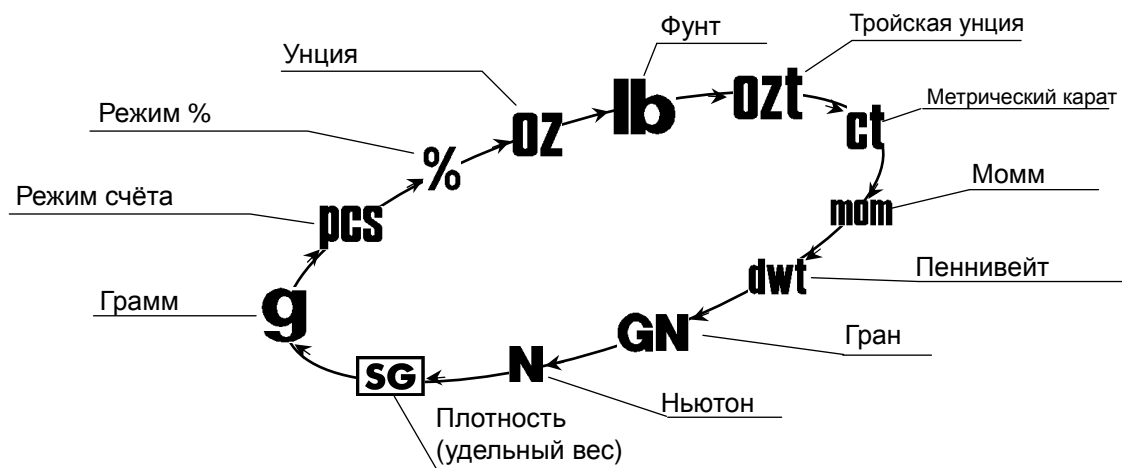 Фунт
Тройская унция
Унция
lb
ozt
Метрический карат
Режим %
oz
ct
%
Момм
Режим счёта
pcs
mom
dwt
Пеннивейт
Грамм
g
GN
Гран
N
SG
Ньютон
Плотность
(удельный вес)